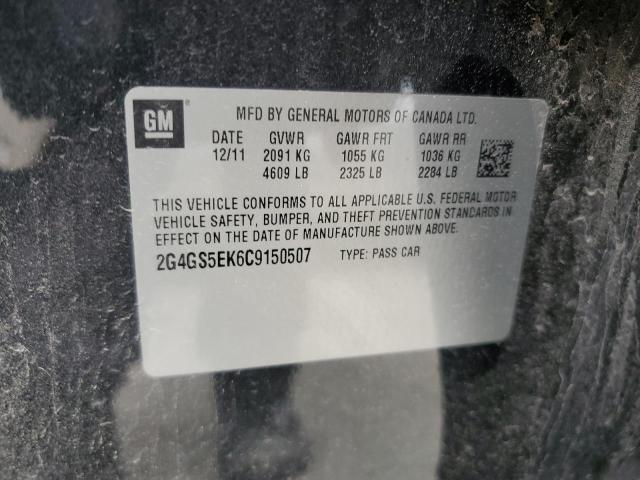 GM
MFD BY GENERAL MOTORS OF CANADA LTD.
DATE GVWR GAWR FRT GAWR RR
12/11 2091 KG 1055 KG 1036 KG
4609 LB 2325 LB 2284 LB
THIS VEHICLE CONFORMS TO ALL APPLICABLE U.S. FEDERAL MOTOR
VEHICLE SAFETY, BUMPER, AND THEFT PREVENTION STANDARDS IN
EFFECT ON THE DATE OF MANUFACTURE SHOWN ABOVE.
2G4GS5EK6C9150507 TYPE: PASS CAR